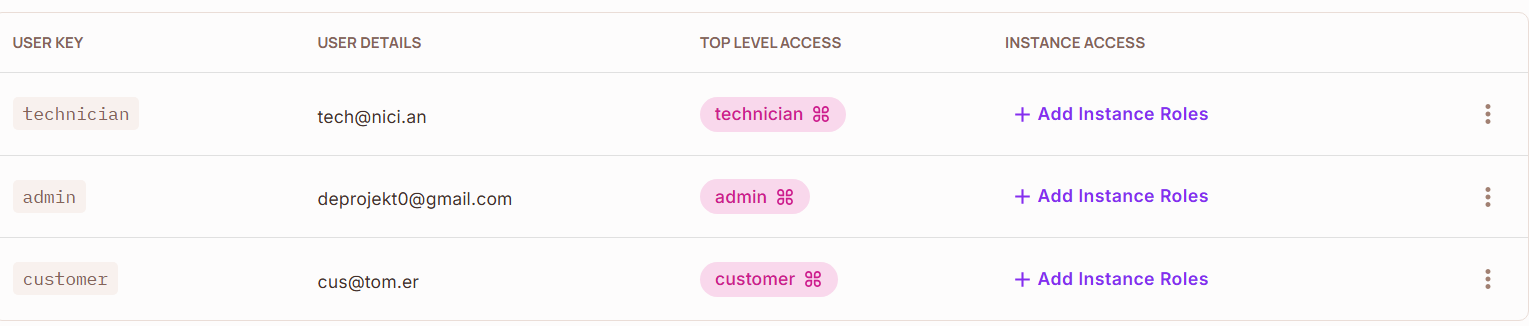 USER KEY USER DETAILS TOP LEVEL ACCESS INSTANCE ACCESS
technician tech@nici.an technician + Add Instance Roles
admin deprojekt0@gmail.com admin + Add Instance Roles
customer cus@tom.er customer + Add Instance Roles